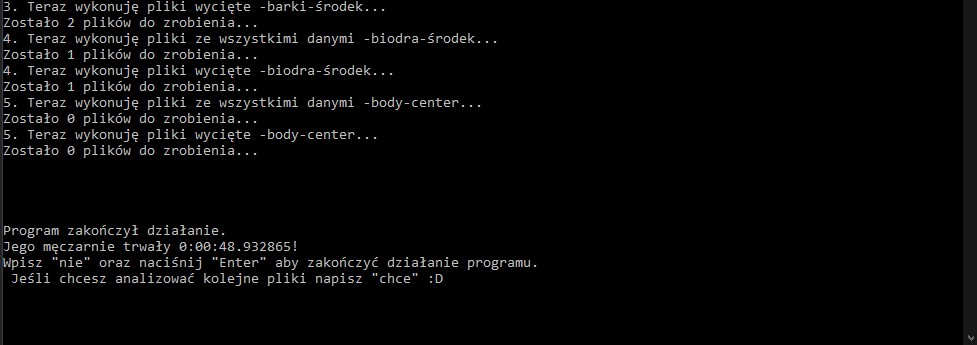 3. Teraz wykonuję pliki wycięte -barki-środek...
Zostało 2 plików do zrobienia...
4. Teraz wykonuję pliki ze wszystkimi danymi -biodra-środek...
Zostało 1 plików do zrobienia...
4. Teraz wykonuję pliki wycięte -biodra-środek...
Zostało 1 plików do zrobienia...
5. Teraz wykonuję pliki ze wszystkimi danymi -body-center...
Zostało 0 plików do zrobienia...
5. Teraz wykonuję pliki wycięte -body-center...
Zostało 0 plików do zrobienia...
Program zakończył działanie.
Jego męczarnie trwały 0:00:48.932865!
Wpisz "nie" oraz naciśnij "Enter" aby zakończyć działanie programu.
Jeśli chcesz analizować kolejne pliki napisz "chce" :D